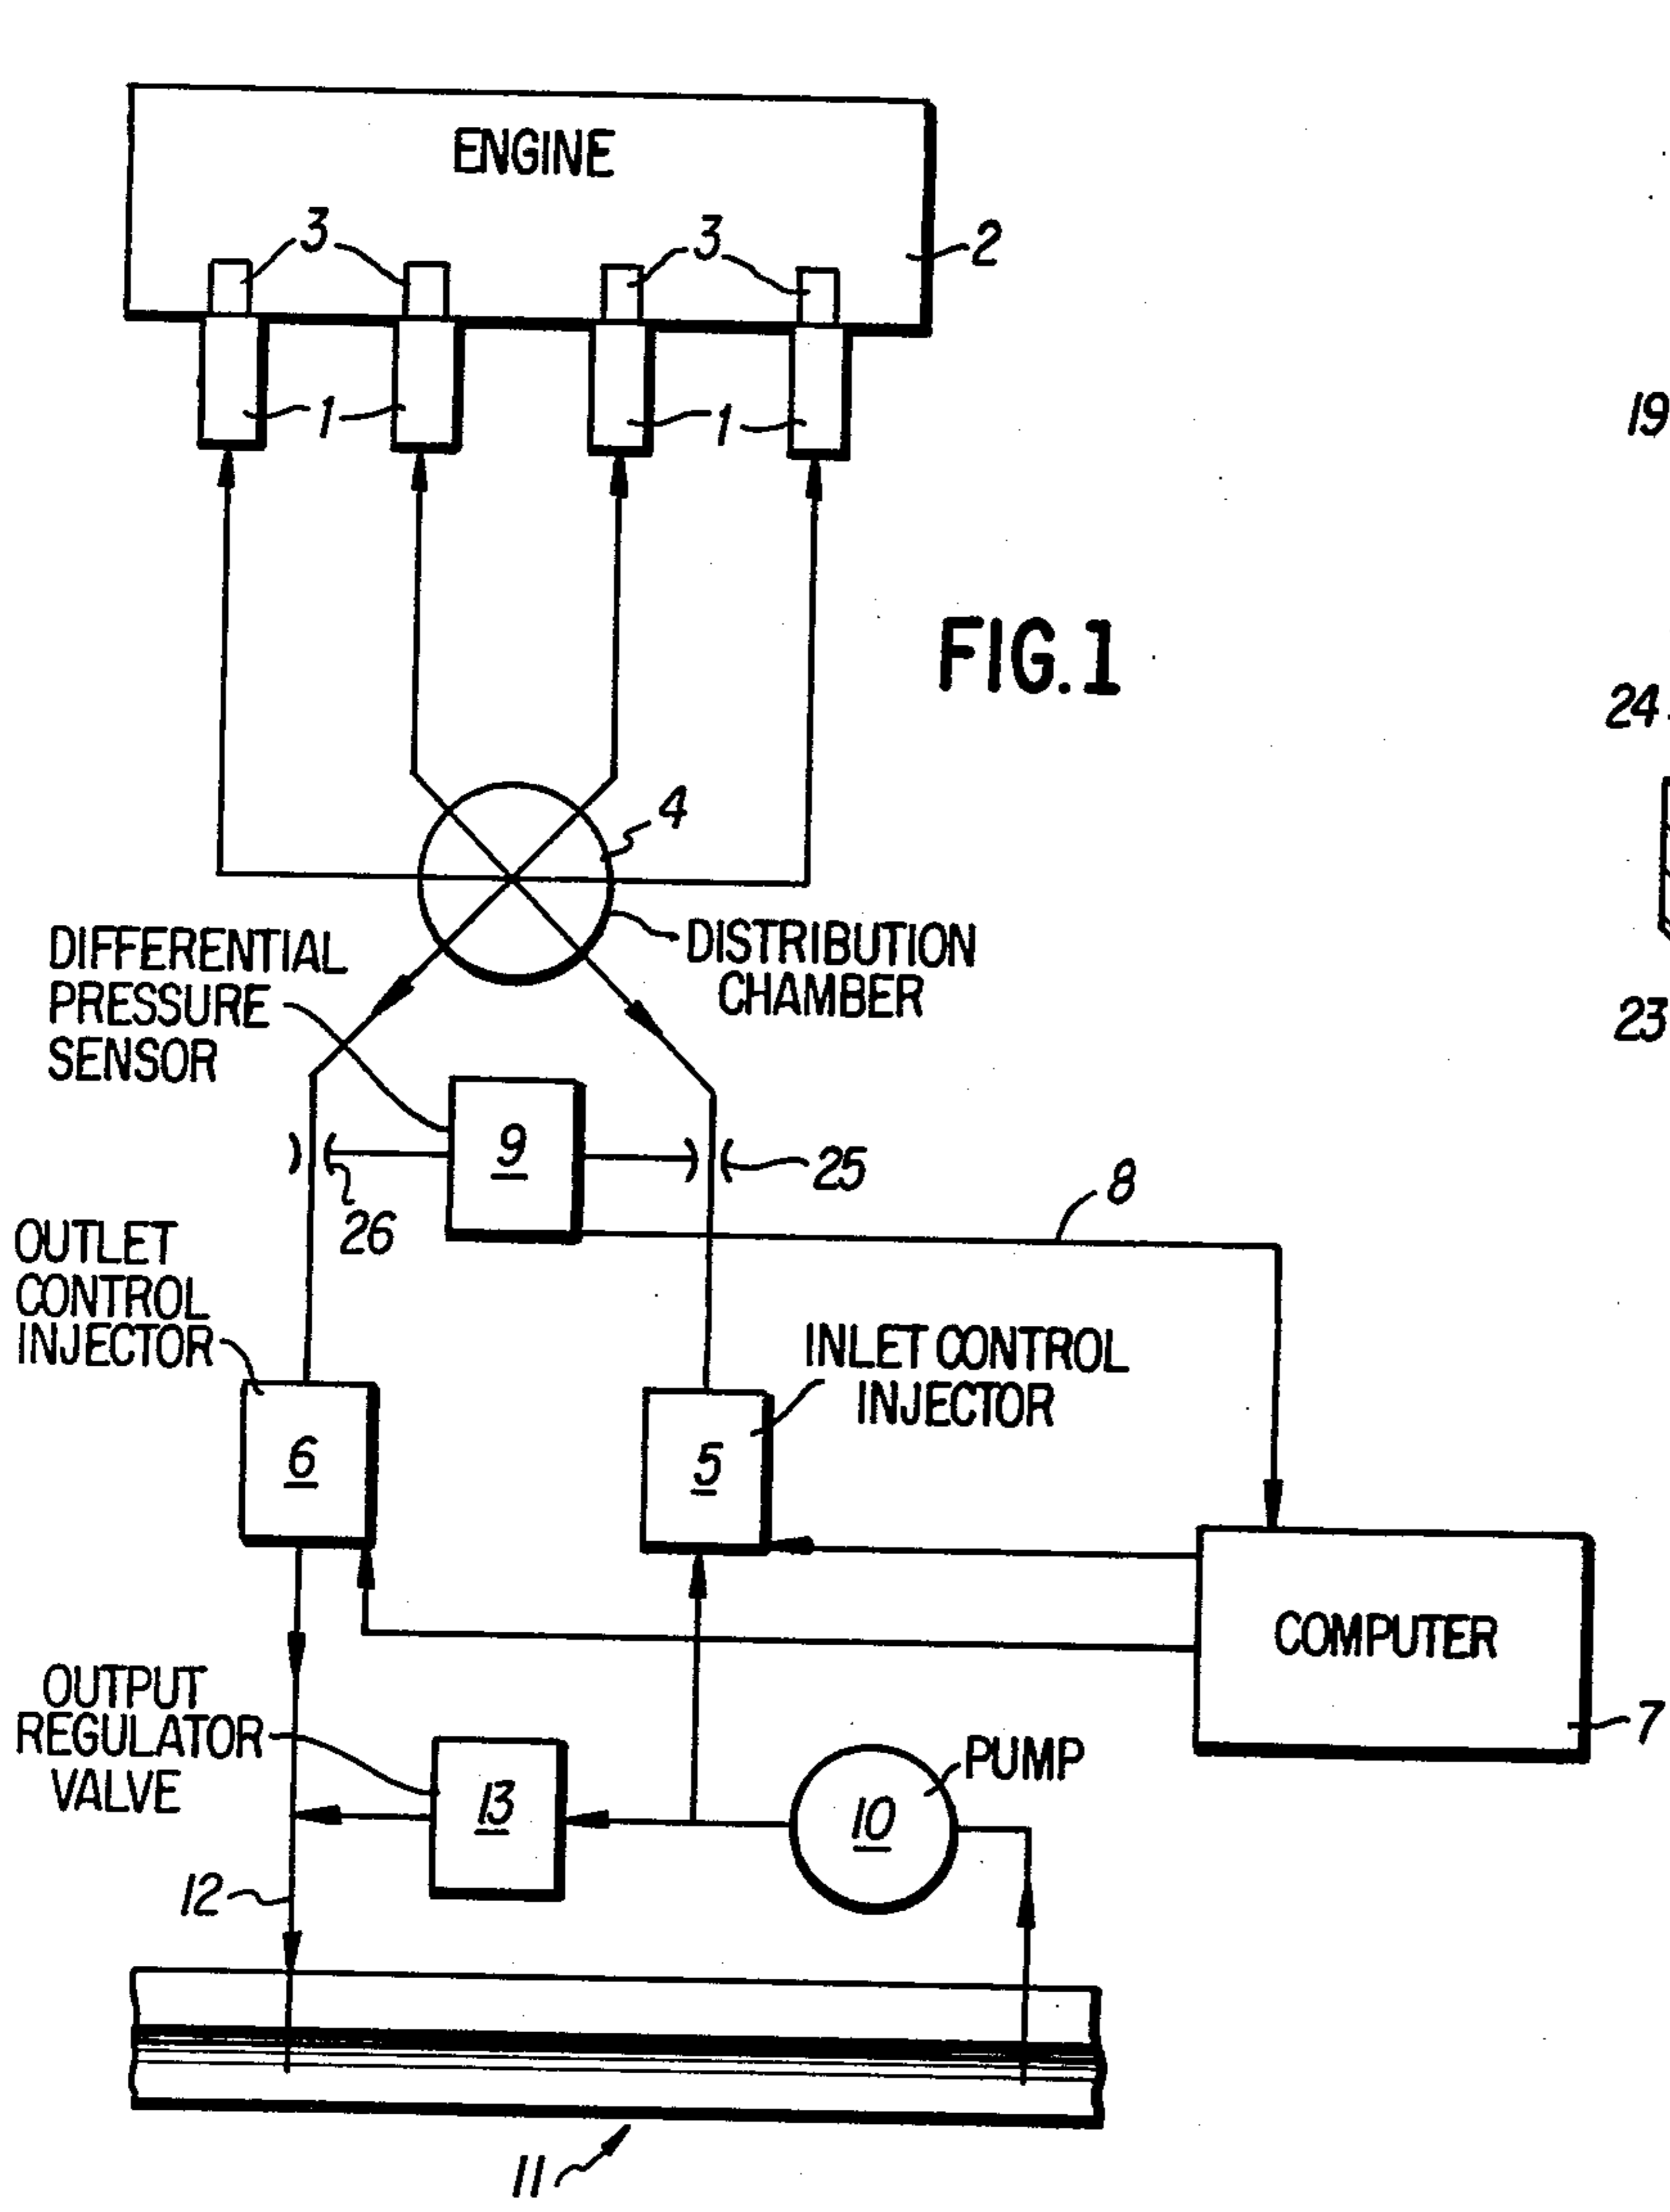 ENGINE
3
3
2
1
1
19
FIG.1
24
4
DISTRIBUTION
CHAMBER
DIFFERENTIAL
PRESSURE
SENSOR
23
9
25
8
26
OUTLET
CONTROL
INJECTOR
INLET CONTROL
INJECTOR
6
5
COMPUTER
7
OUTPUT
REGULATOR
VALVE
PUMP
13
10
12
11